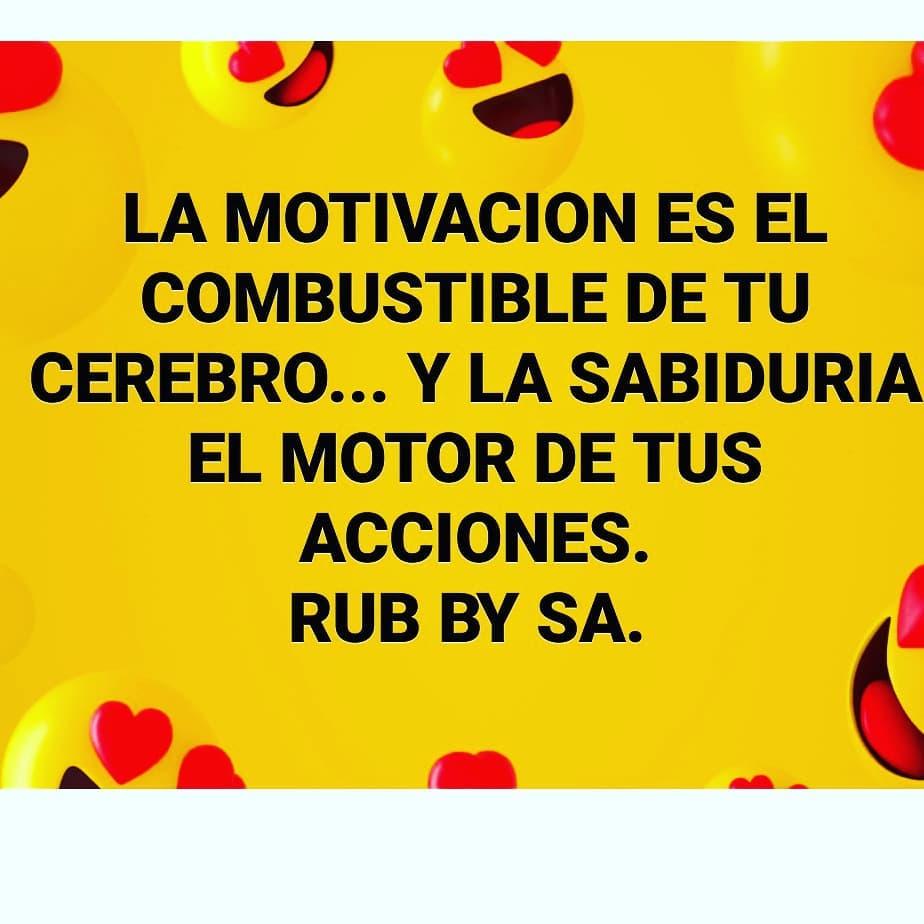 LA MOTIVACION ES EL
COMBUSTIBLE DE TU
CEREBRO... Y LA SABIDURIA
EL MOTOR DE TUS
ACCIONES.
RUB BY SA.